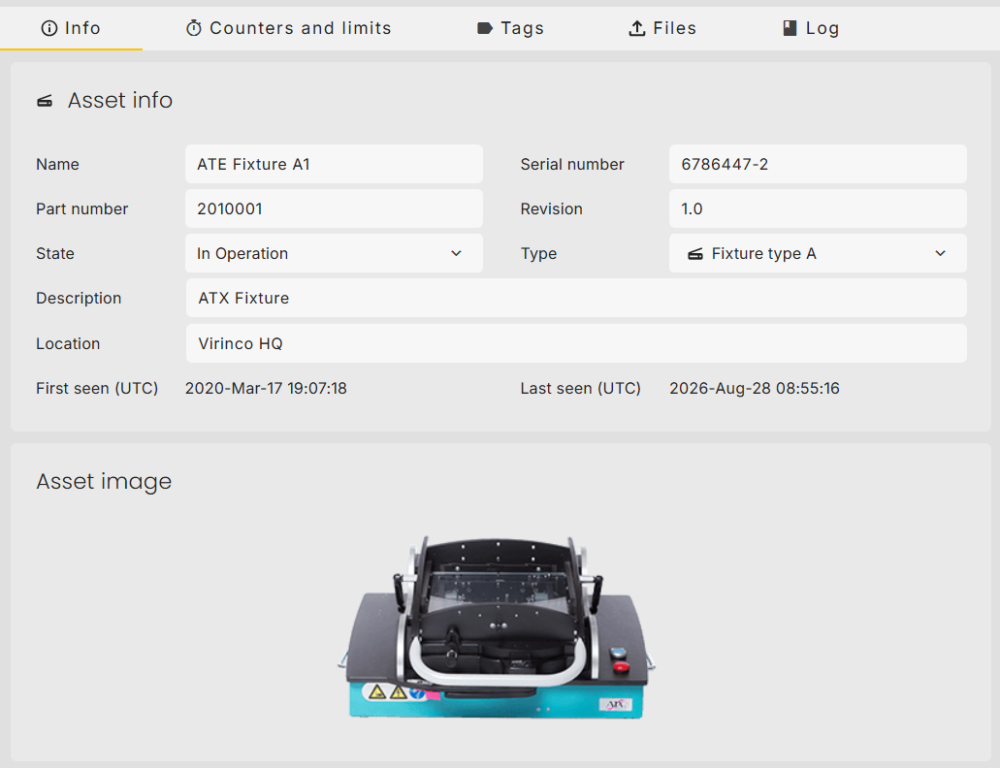 Info Counters and limits Tags Files Log
Asset info
Name ATE Fixture A1 Serial number 6786447-2
Part number 2010001 Revision 1.0
State In Operation Type Fixture type A
Description ATX Fixture
Location Virinco HQ
First seen (UTC) 2020-Mar-17 19:07:18 Last seen (UTC) 2026-Aug-28 08:55:16
Asset image
ATX